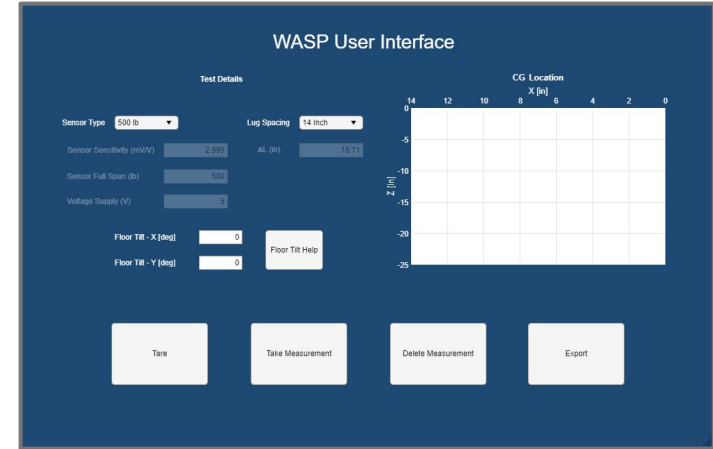 WASP User Interface
Test Details
Sensor Type 500 lb Lug Spacing 14 Inch
Sensor Sensitivity (mV/V) 2.995 ΔL (in) 16.71
Sensor Full Span (lb) 500
Voltage Supply (V) 5
Floor Tilt - X [deg] 0
Floor Tilt - Y [deg] 0
Floor Tilt Help
CG Location
X [in]
14 12 10 8 6 4 2 0
0
-5
-10
-15
-20
-25
Z [in]
Tare Take Measurement Delete Measurement Export